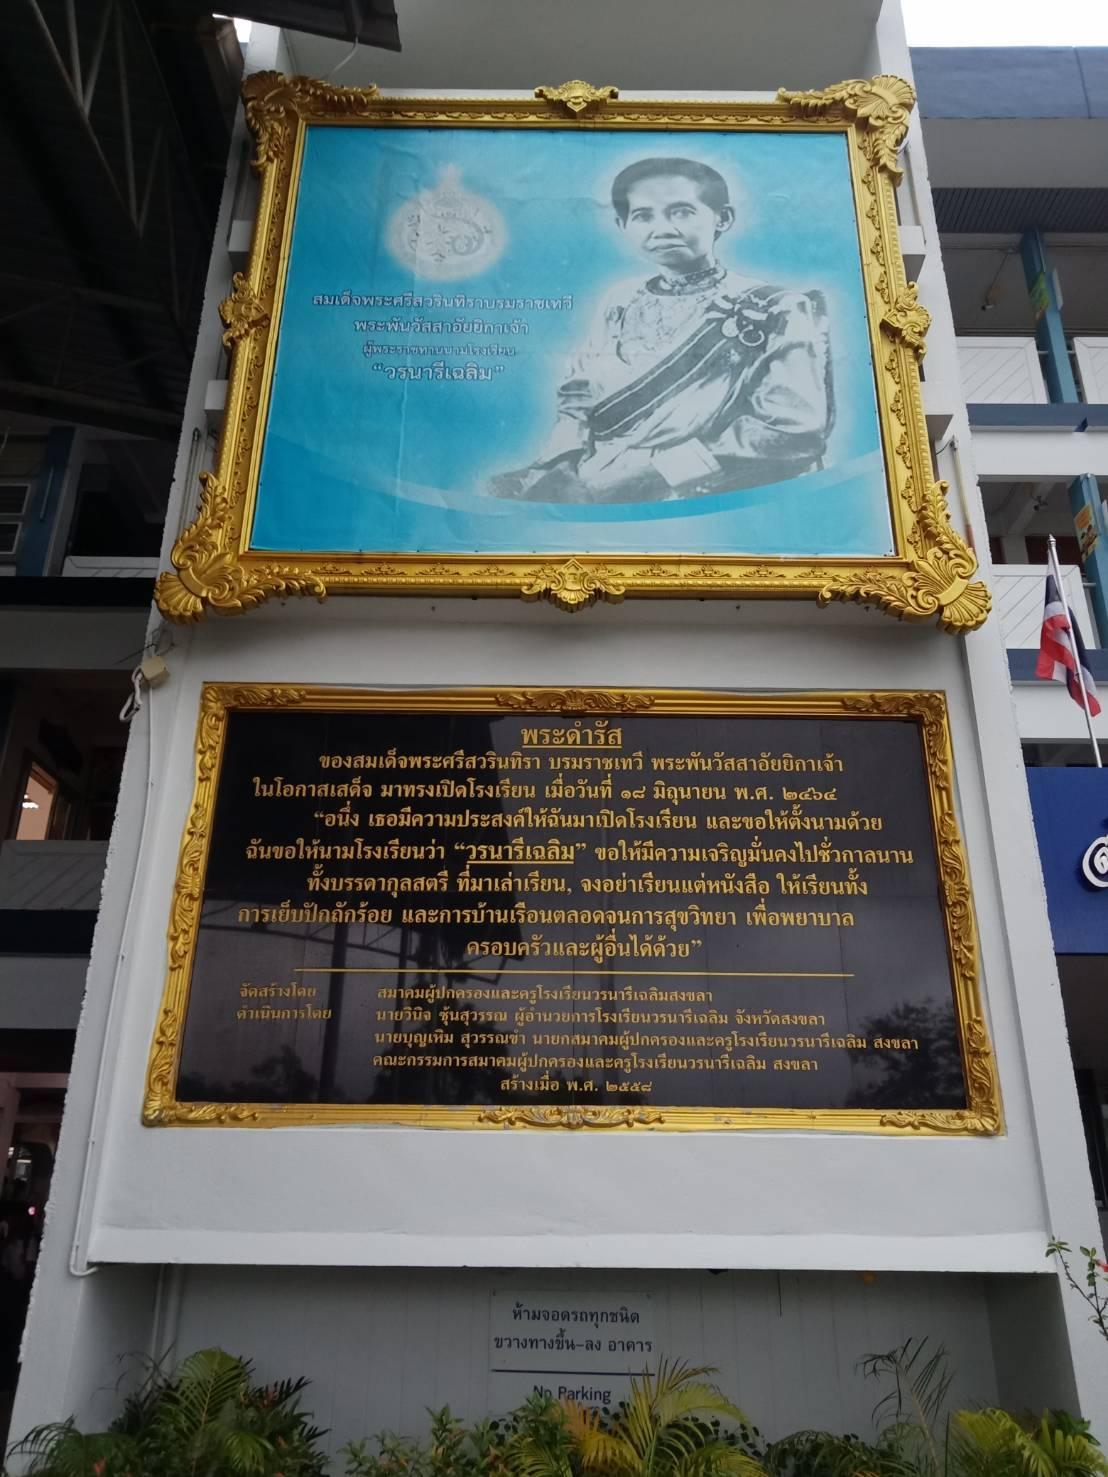 สมเด็จพระศรีสวรินทิราบรมราชเทวี
พระพันวัสสาอัยยิกาเจ้า
ผู้พระราชทานนามโรงเรียน
“วรนารีเฉลิม”
พระดำรัส
ของสมเด็จพระศรีสวรินทิรา บรมราชเทวี พระพันวัสสาอัยยิกาเจ้า
ในโอกาสเสด็จ มาทรงเปิดโรงเรียน เมื่อวันที่ ๑๘ มิถุนายน พ.ศ. ๒๔๖๔
“อนึ่ง เธอมีความประสงค์ให้ฉันมาเปิดโรงเรียน และขอให้ตั้งนามด้วย
ฉันขอให้นามโรงเรียนว่า “วรนารีเฉลิม” ขอให้มีความเจริญมั่นคงไปชั่วกาลนาน
ทั้งบรรดากุลสตรี ที่มาเล่าเรียน, จงอย่าเรียนแต่หนังสือ ให้เรียนทั้ง
การเย็บปักถักร้อย และการบ้านเรือนตลอดจนการสุขวิทยา เพื่อพยาบาล
ครอบครัวและผู้อื่นได้ด้วย”
จัดสร้างโดย สมาคมผู้ปกครองและครูโรงเรียนวรนารีเฉลิมสงขลา
ดำเนินการโดย นายวินิจ ชุ้นสุวรรณ ผู้อำนวยการโรงเรียนวรนารีเฉลิม จังหวัดสงขลา
นายบุญเหิม สุวรรณขำ นายกสมาคมผู้ปกครองและครูโรงเรียนวรนารีเฉลิม สงขลา
คณะกรรมการสมาคมผู้ปกครองและครูโรงเรียนวรนารีเฉลิม สงขลา
สร้างเมื่อ พ.ศ. ๒๕๕๘
ห้ามจอดรถทุกชนิด
ขวางทางขึ้น-ลง อาคาร
No Parking